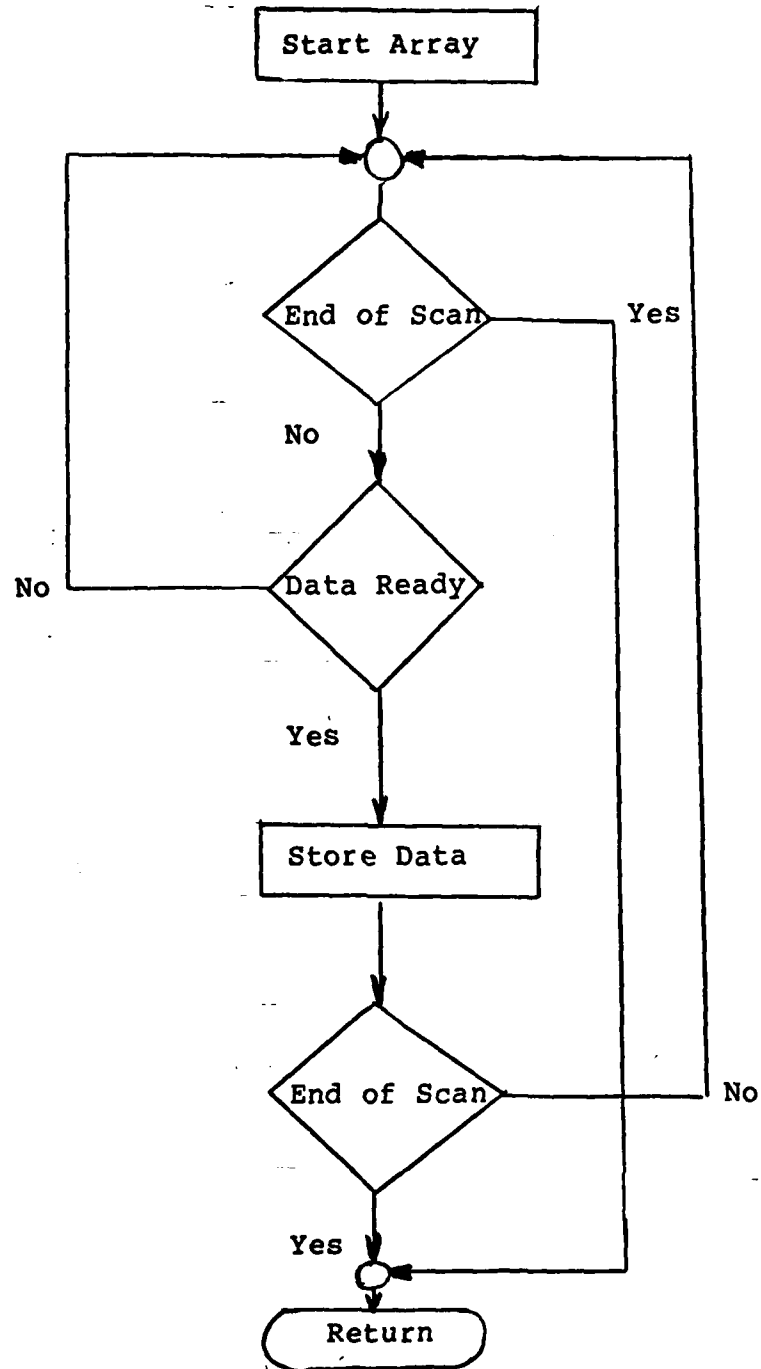 Start Array
End of Scan
Yes
No
Data Ready
No
Yes
Store Data
End of Scan
No
Yes
Return